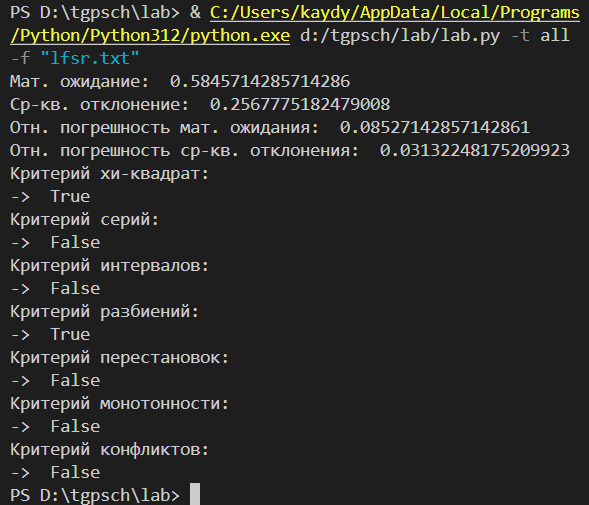 PS D:\tgpsch\lab> & C:/Users/kaydy/AppData/Local/Programs
/Python/Python312/python.exe d:/tgpsch/lab/lab.py -t all
-f "lfsr.txt"
Мат. ожидание:  0.5845714285714286
Ср-кв. отклонение:  0.2567775182479008
Отн. погрешность мат. ожидания:  0.08527142857142861
Отн. погрешность ср-кв. отклонения:  0.03132248175209923
Критерий хи-квадрат:
->  True
Критерий серий:
->  False
Критерий интервалов:
->  False
Критерий разбиений:
->  True
Критерий перестановок:
->  False
Критерий монотонности:
->  False
Критерий конфликтов:
->  False
PS D:\tgpsch\lab>